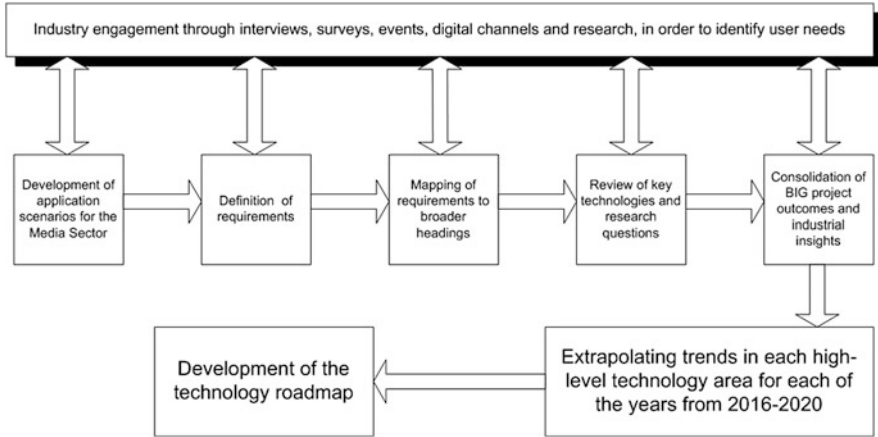 Industry engagement through interviews, surveys, events, digital channels and research, in order to identify user needs
Development of
application
scenarios for the
Media Sector
Definition of
requirements
Mapping of
requirements to
broader
headings
Review of key
technologies and
research
questions
Consolidation of
BIG project
outcomes and
industrial
insights
Development of the
technology roadmap
Extrapolating trends in each high-
level technology area for each of
the years from 2016-2020